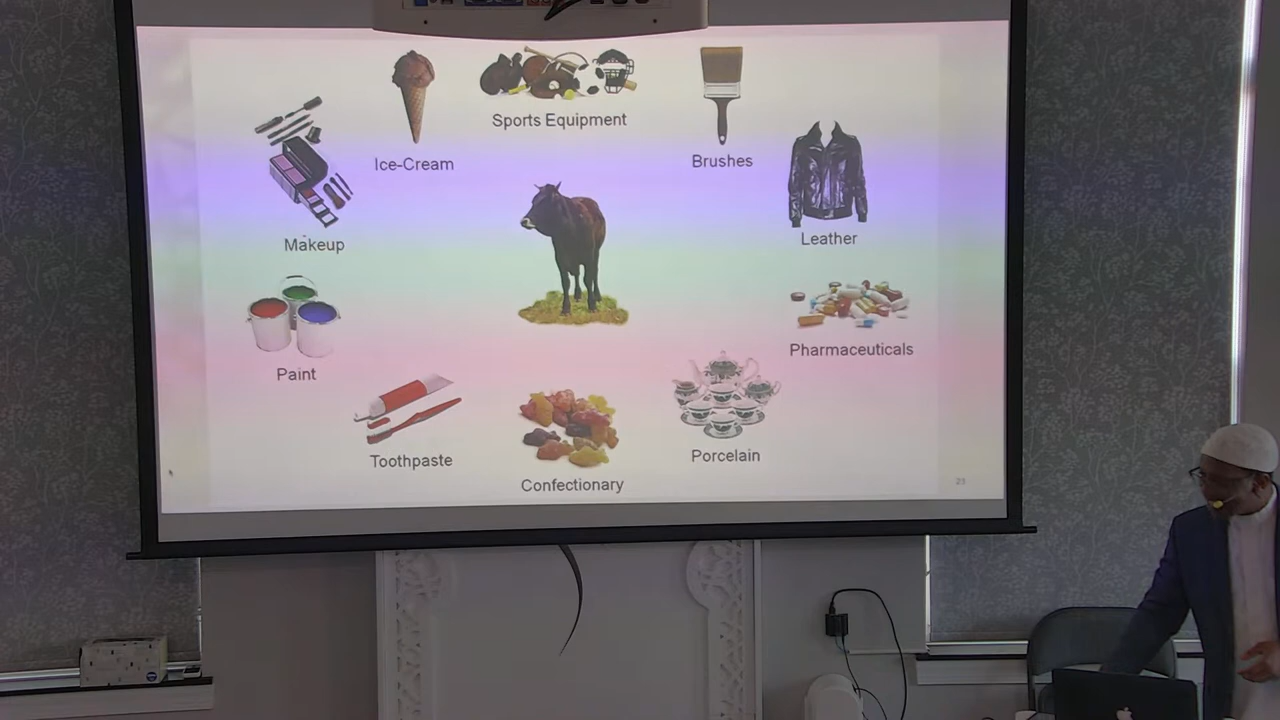 Sports Equipment
Ice-Cream
Brushes
Leather
Makeup
Pharmaceuticals
Paint
Porcelain
Toothpaste
Confectionary